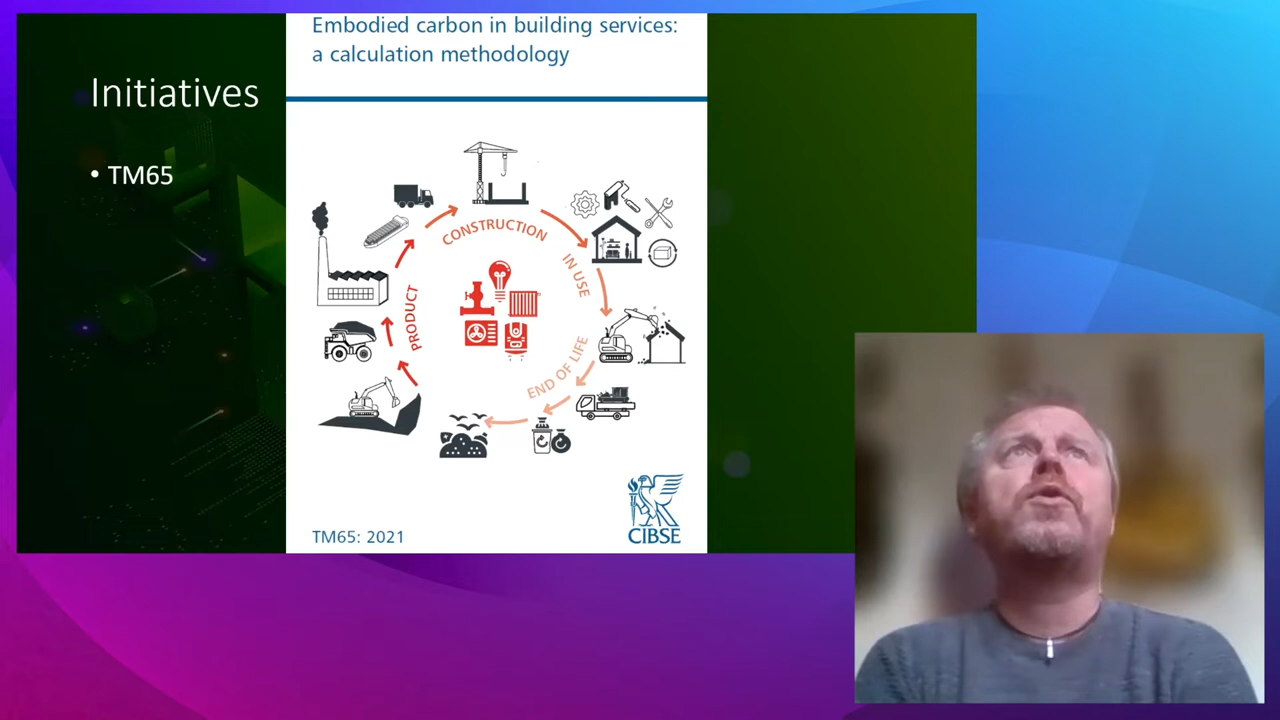 Embodied carbon in building services:
a calculation methodology
Initiatives
• TM65
CONSTRUCTION
IN USE
PRODUCT
END OF LIFE
CIBSE
TM65: 2021